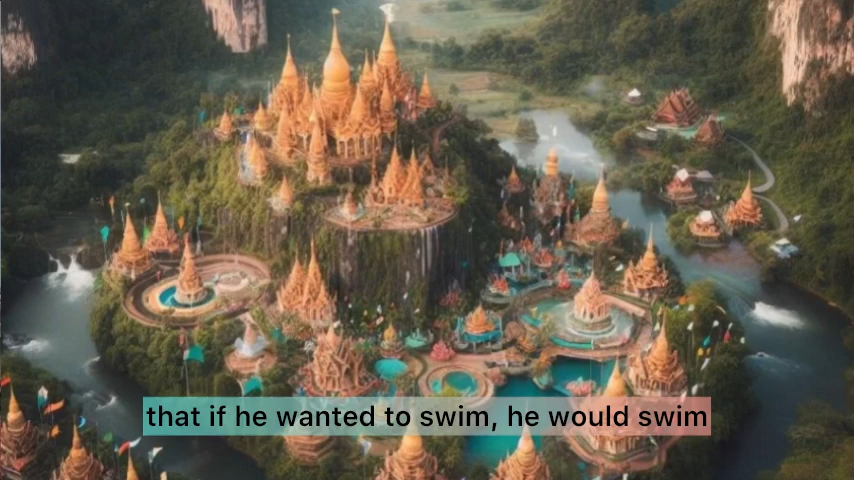 that if he wanted to swim, he would swim